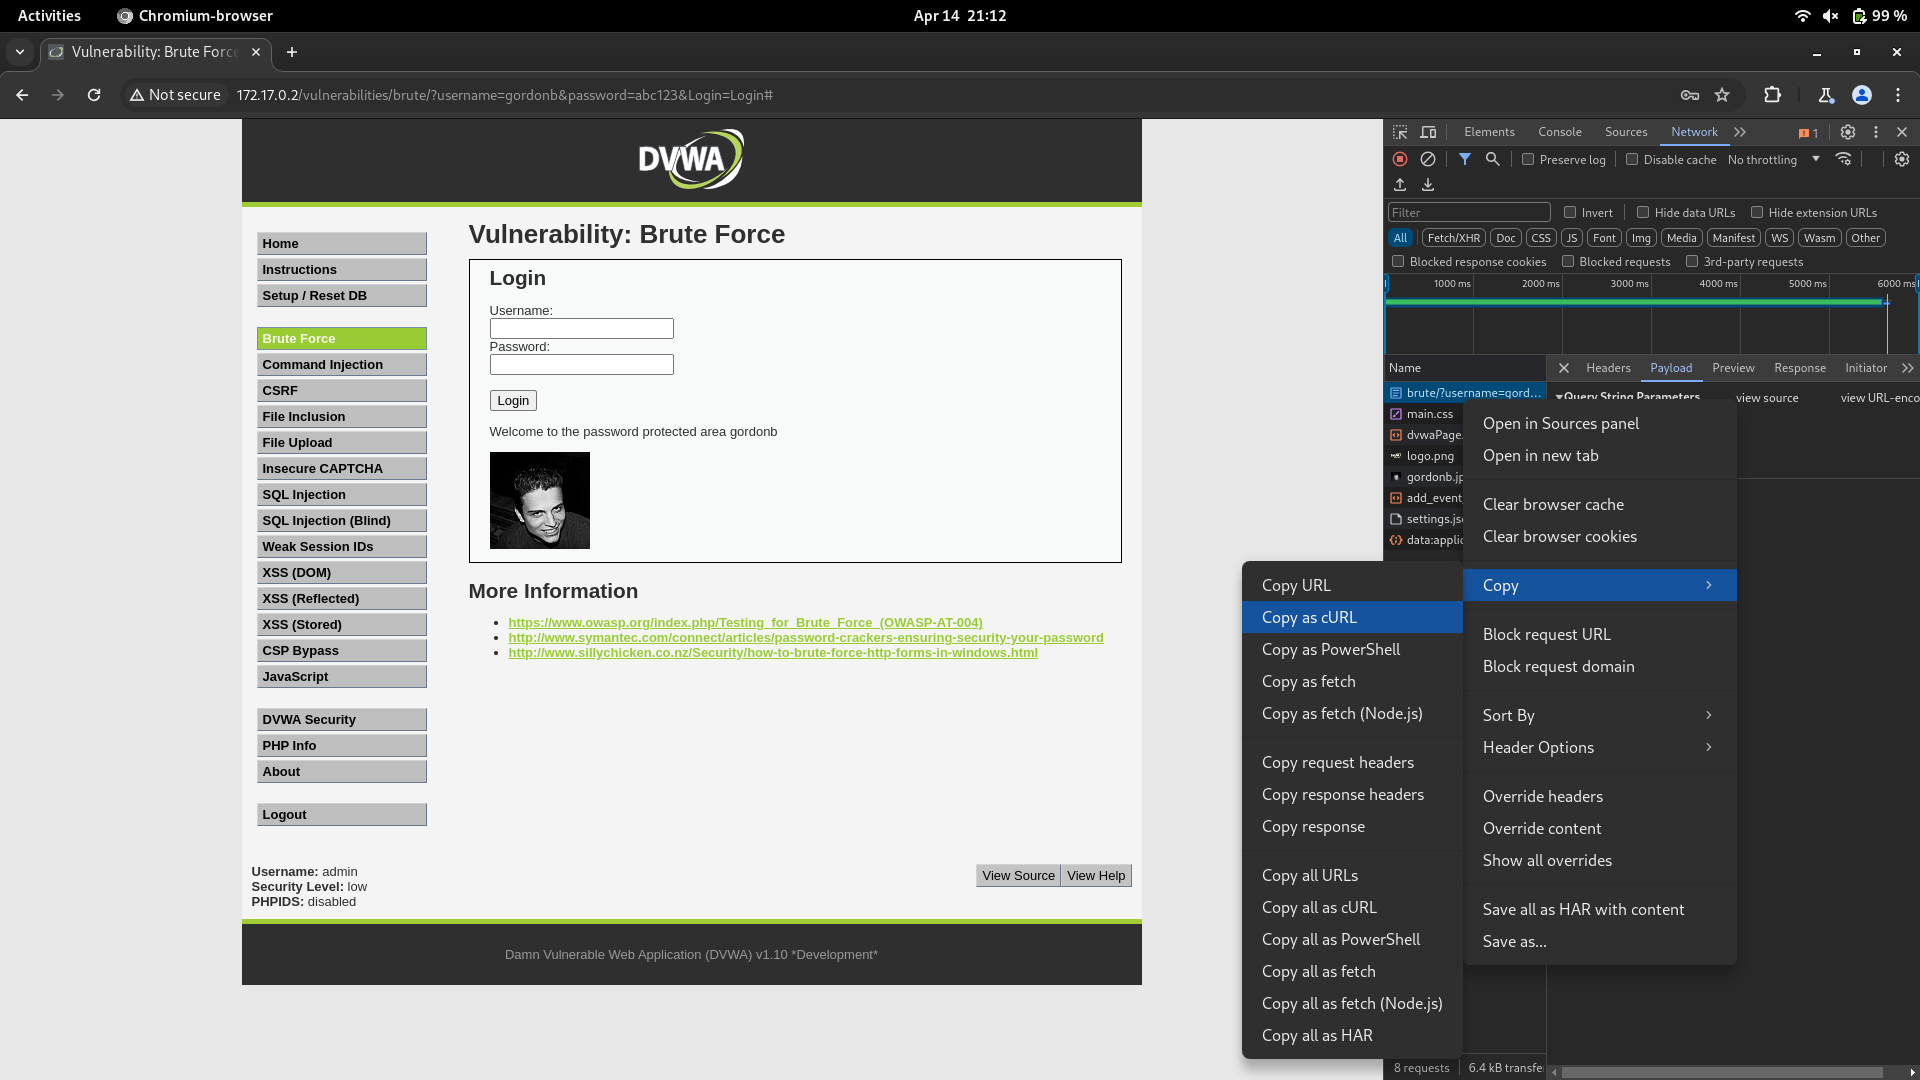 Activities
Chromium-browser
Apr 14 21:12
99 %
Vulnerability: Brute Force
Not secure
172.17.0.2/vulnerabilities/brute/?username=gordonb&password=abc123&Login=Login#
DVWA
Home
Instructions
Setup / Reset DB
Brute Force
Command Injection
CSRF
File Inclusion
File Upload
Insecure CAPTCHA
SQL Injection
SQL Injection (Blind)
Weak Session IDs
XSS (DOM)
XSS (Reflected)
XSS (Stored)
CSP Bypass
JavaScript
DVWA Security
PHP Info
About
Logout
Vulnerability: Brute Force
Login
Username:
Password:
Login
Welcome to the password protected area gordonb
More Information
https://www.owasp.org/index.php/Testing_for_Brute_Force_(OWASP-AT-004)
http://www.symantec.com/connect/articles/password-crackers-ensuring-security-your-password
http://www.sillychicken.co.nz/Security/how-to-brute-force-http-forms-in-windows.html
Username: admin
Security Level: low
PHPIDS: disabled
View Source
View Help
Damn Vulnerable Web Application (DVWA) v1.10 *Development*
Elements
Console
Sources
Network
1
Preserve log
Disable cache
No throttling
Filter
Invert
Hide data URLs
Hide extension URLs
All
Fetch/XHR
Doc
CSS
JS
Font
Img
Media
Manifest
WS
Wasm
Other
Blocked response cookies
Blocked requests
3rd-party requests
1000 ms
2000 ms
3000 ms
4000 ms
5000 ms
6000 ms
Name
Headers
Payload
Preview
Response
Initiator
brute/?username=gord...
main.css
dvwaPage.
logo.png
gordonb.jp
add_event_
settings.jso
data:applic
Query String Parameters
view source
view URL-enco
Open in Sources panel
Open in new tab
Clear browser cache
Clear browser cookies
Copy
Block request URL
Block request domain
Sort By
Header Options
Override headers
Override content
Show all overrides
Save all as HAR with content
Save as...
Copy URL
Copy as cURL
Copy as PowerShell
Copy as fetch
Copy as fetch (Node.js)
Copy request headers
Copy response headers
Copy response
Copy all URLs
Copy all as cURL
Copy all as PowerShell
Copy all as fetch
Copy all as fetch (Node.js)
Copy all as HAR
8 requests
6.4 kB transfe